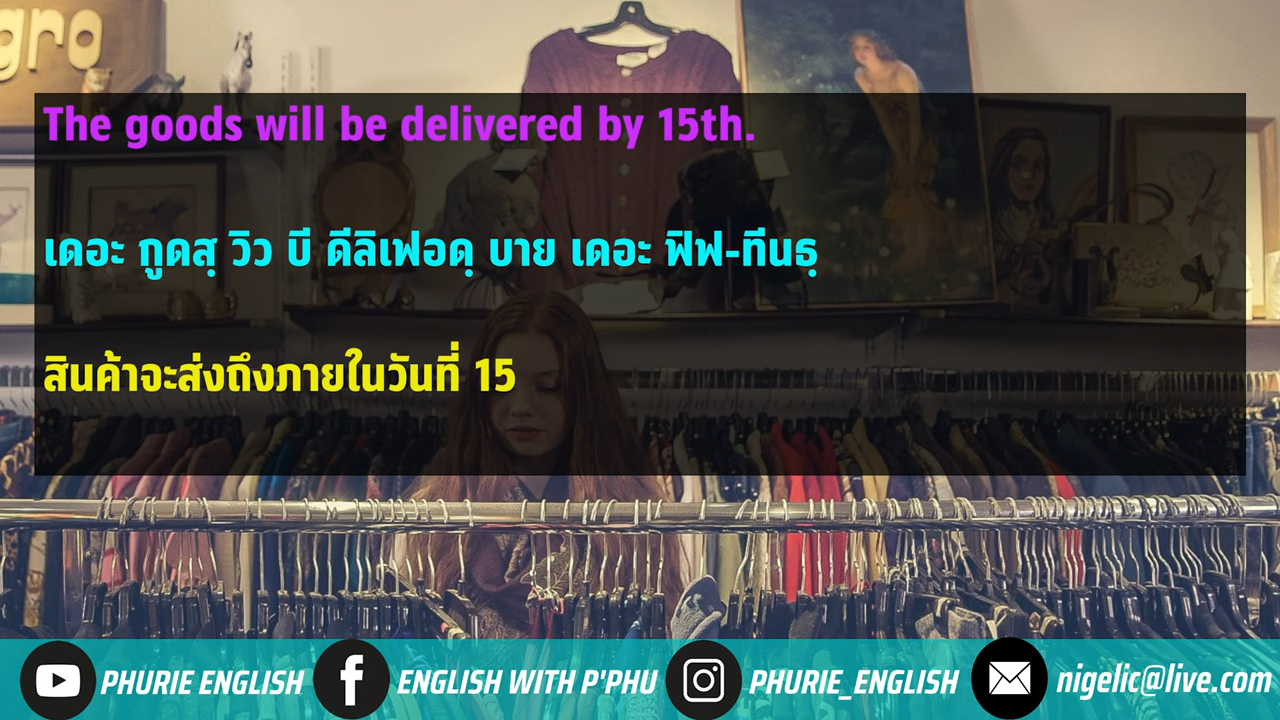 gro
The goods will be delivered by 15th.
เดอะ กูดสฺ วิว บี ดีลิเฟอดฺ บาย เดอะ ฟิฟ-ทีนธฺ
สินค้าจะส่งถึงภายในวันที่ 15
PHURIE ENGLISH
ENGLISH WITH P'PHU
PHURIE_ENGLISH
nigelic@live.com